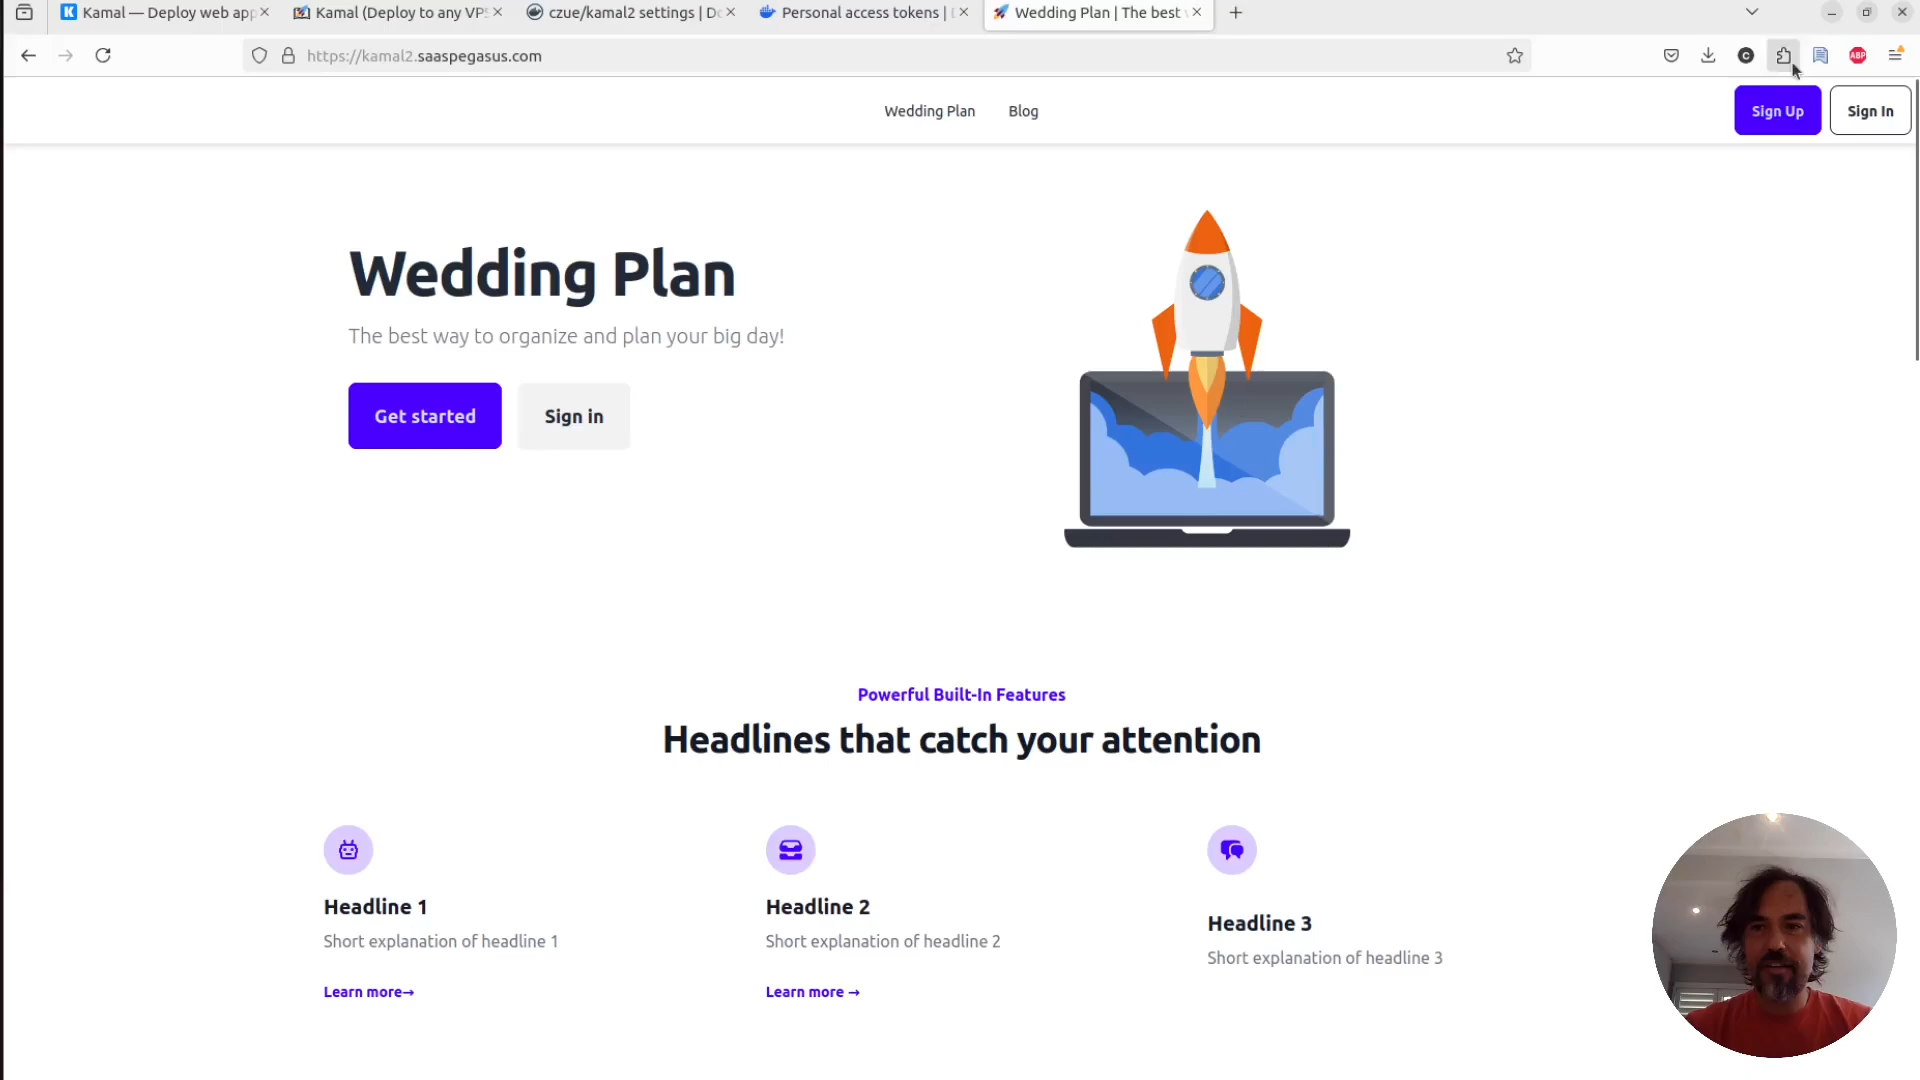 Kamal — Deploy web app
Kamal (Deploy to any VPS
czue/kamal2 settings | Do
Personal access tokens |
Wedding Plan | The best
https://kamal2.saaspegasus.com
C
ABP
Wedding Plan
Blog
Sign Up
Sign In
Wedding Plan
The best way to organize and plan your big day!
Get started
Sign in
Powerful Built-In Features
Headlines that catch your attention
Headline 1
Short explanation of headline 1
Learn more→
Headline 2
Short explanation of headline 2
Learn more →
Headline 3
Short explanation of headline 3